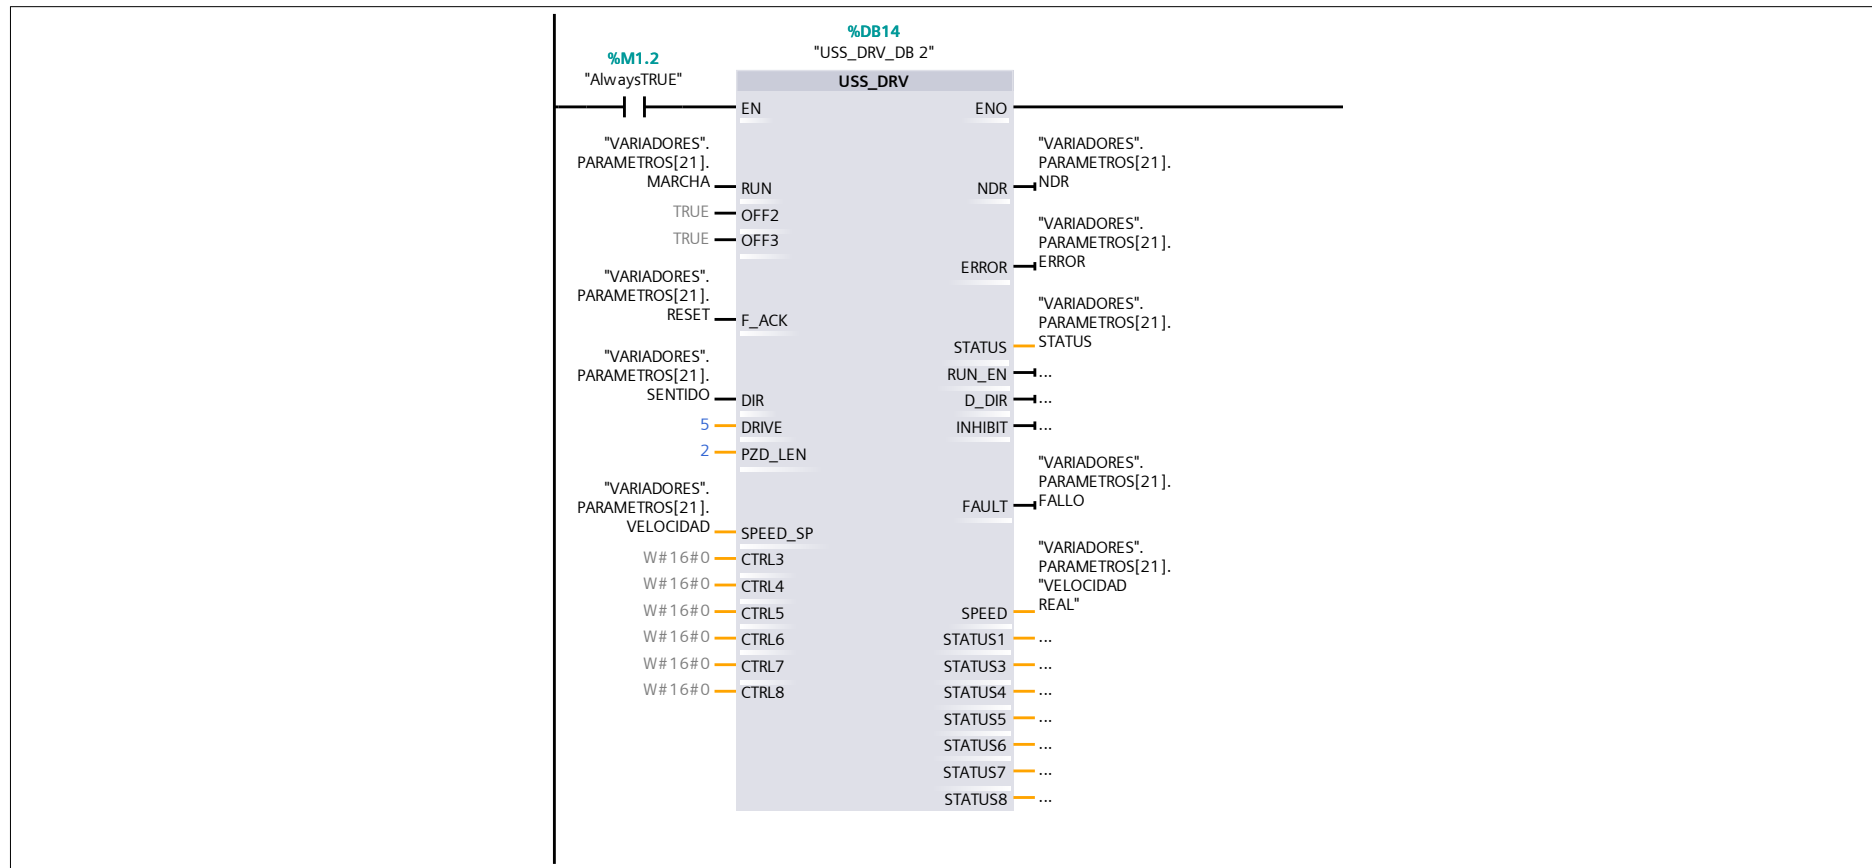 %DB14
"USS_DRV_DB 2"
%M1.2
"AlwaysTRUE"
USS_DRV
EN
ENO
"VARIADORES".
PARAMETROS[21].
MARCHA
RUN
"VARIADORES".
PARAMETROS[21].
NDR
NDR
TRUE
OFF2
TRUE
OFF3
"VARIADORES".
PARAMETROS[21].
ERROR
ERROR
"VARIADORES".
PARAMETROS[21].
RESET
F_ACK
"VARIADORES".
PARAMETROS[21].
STATUS
STATUS
"VARIADORES".
PARAMETROS[21].
SENTIDO
DIR
RUN_EN
...
D_DIR
...
5
DRIVE
INHIBIT
...
2
PZD_LEN
"VARIADORES".
PARAMETROS[21].
FALLO
FAULT
"VARIADORES".
PARAMETROS[21].
VELOCIDAD
SPEED_SP
W#16#0
CTRL3
W#16#0
CTRL4
"VARIADORES".
PARAMETROS[21].
"VELOCIDAD
REAL"
W#16#0
CTRL5
SPEED
W#16#0
CTRL6
STATUS1
...
W#16#0
CTRL7
STATUS3
...
W#16#0
CTRL8
STATUS4
...
STATUS5
...
STATUS6
...
STATUS7
...
STATUS8
...